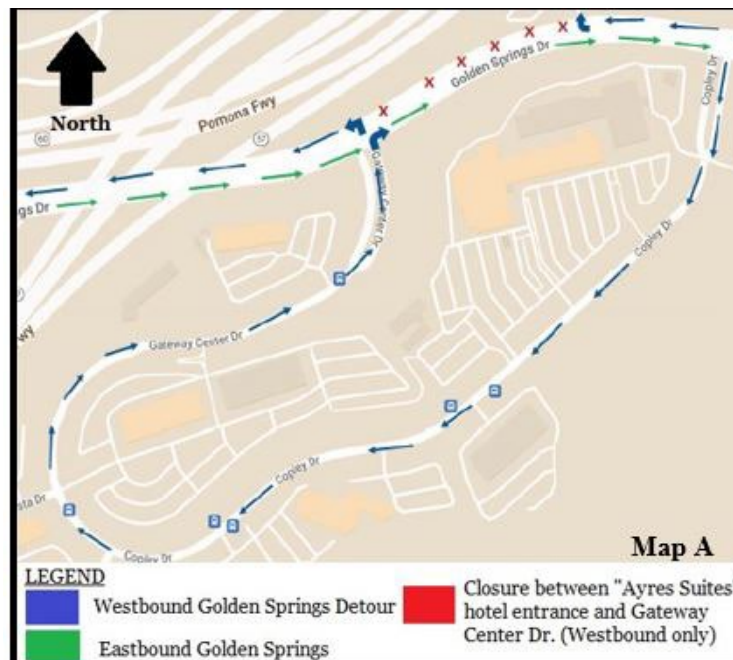 North
60
Pomona Fwy
57
Golden Springs Dr
Copley Dr
gs Dr
Gateway Center Dr
Copley Dr
wy
Gateway Center Dr
Copley Dr
sta Dr
Copley Dr
Map A
LEGEND
Westbound Golden Springs Detour
Eastbound Golden Springs
Closure between "Ayres Suites"
hotel entrance and Gateway
Center Dr. (Westbound only)